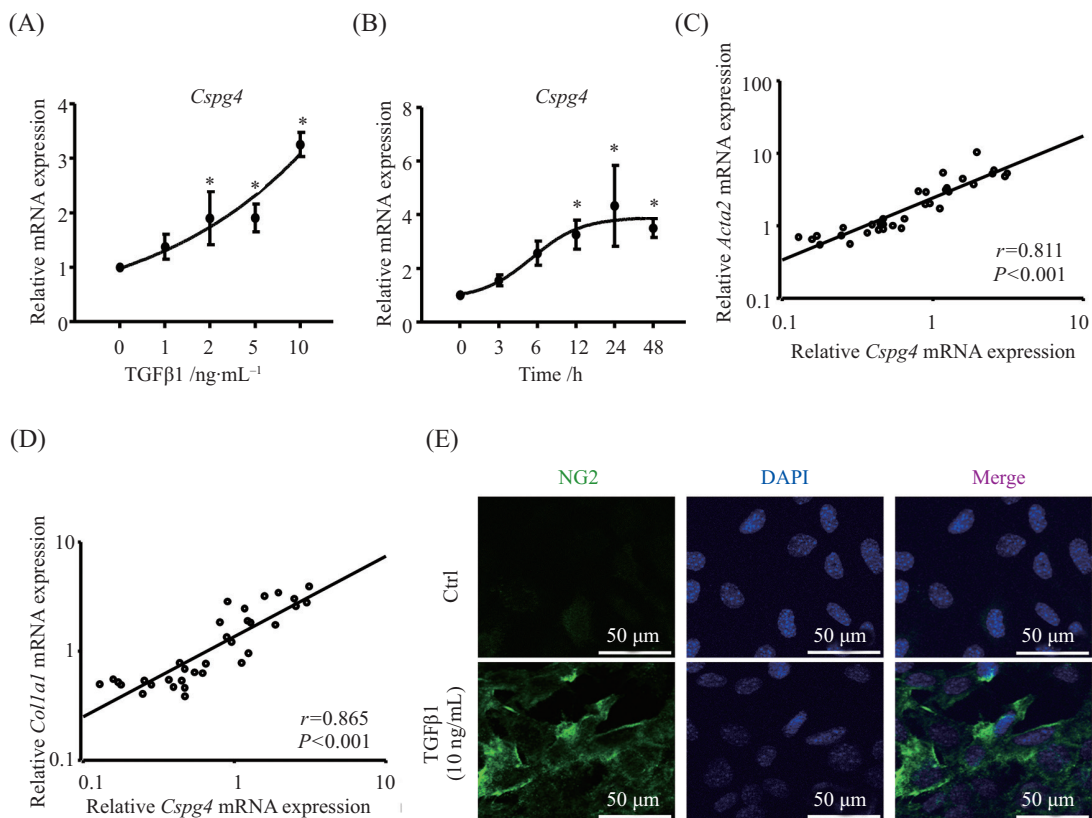 (A)
Cspg4
Relative mRNA expression
4
3
2
1
0
*
*
*
0 1 2 5 10
TGFβ1 /ng·mL⁻¹
(B)
Cspg4
Relative mRNA expression
8
6
4
2
0
*
*
*
0 3 6 12 24 48
Time /h
(C)
Relative Acta2 mRNA expression
100
10
1
0.1
r=0.811
P<0.001
0.1 1 10
Relative Cspg4 mRNA expression
(D)
Relative Col1a1 mRNA expression
10
1
0.1
r=0.865
P<0.001
0.1 1 10
Relative Cspg4 mRNA expression
(E)
NG2 DAPI Merge
Ctrl
50 μm 50 μm 50 μm
TGFβ1
(10 ng/mL)
50 μm 50 μm 50 μm